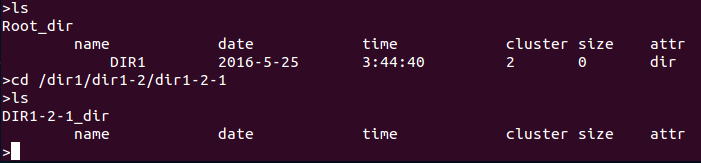 >ls
Root_dir
name date time cluster size attr
DIR1 2016-5-25 3:44:40 2 0 dir
>cd /dir1/dir1-2/dir1-2-1
>ls
DIR1-2-1_dir
name date time cluster size attr
>